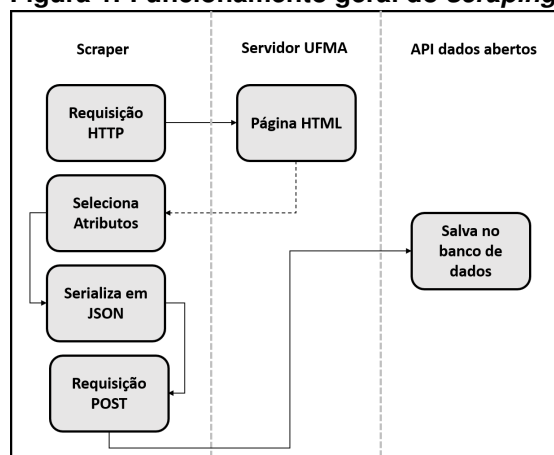 Figura 1: Funcionamento geral do scraping
Scraper
Servidor UFMA
API dados abertos
Requisição
HTTP
Página HTML
Seleciona
Atributos
Salva no
banco de
dados
Serializa em
JSON
Requisição
POST